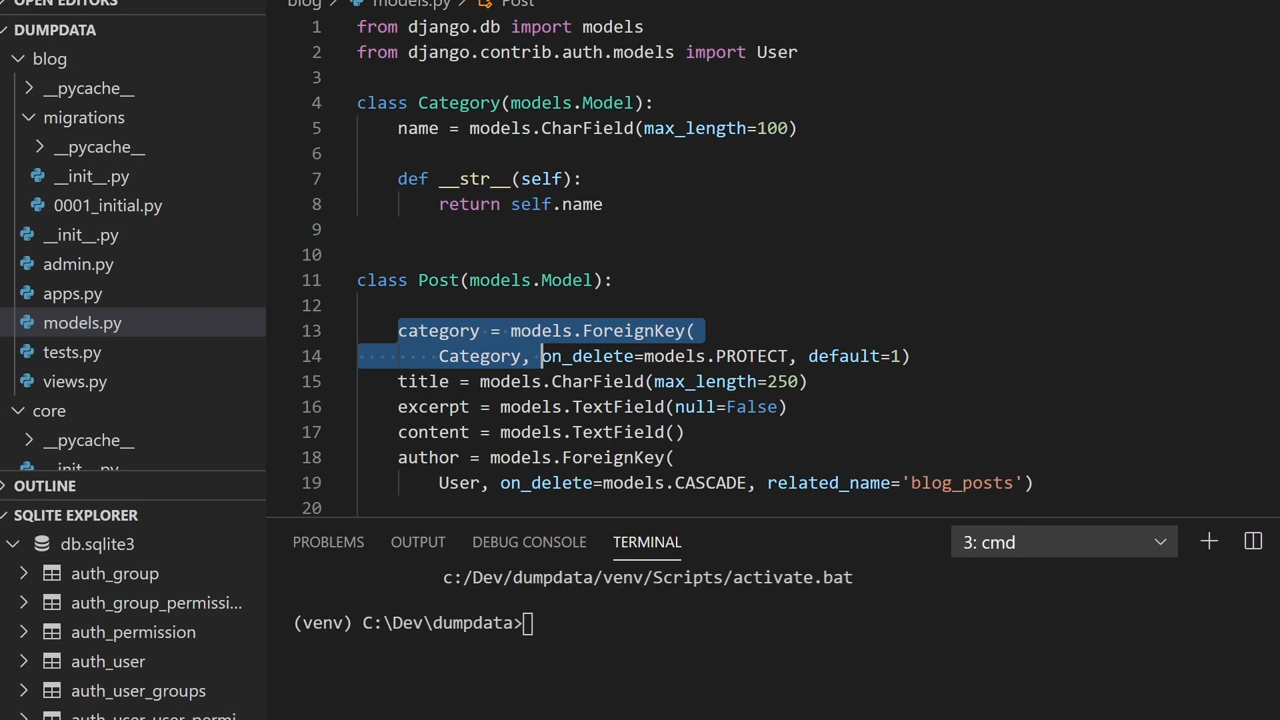 OPEN EDITORS
DUMPDATA
blog
__pycache__
migrations
__pycache__
__init__.py
0001_initial.py
__init__.py
admin.py
apps.py
models.py
tests.py
views.py
core
__pycache__
__init__.py
OUTLINE
SQLITE EXPLORER
db.sqlite3
auth_group
auth_group_permissi...
auth_permission
auth_user
auth_user_groups
auth_user_user_permi
blog > models.py > Post
1 from django.db import models
2 from django.contrib.auth.models import User
3
4 class Category(models.Model):
5 name = models.CharField(max_length=100)
6
7 def __str__(self):
8 return self.name
9
10
11 class Post(models.Model):
12
13 category = models.ForeignKey(
14 Category, on_delete=models.PROTECT, default=1)
15 title = models.CharField(max_length=250)
16 excerpt = models.TextField(null=False)
17 content = models.TextField()
18 author = models.ForeignKey(
19 User, on_delete=models.CASCADE, related_name='blog_posts')
20
PROBLEMS OUTPUT DEBUG CONSOLE TERMINAL 3: cmd
c:/Dev/dumpdata/venv/Scripts/activate.bat
(venv) C:\Dev\dumpdata>